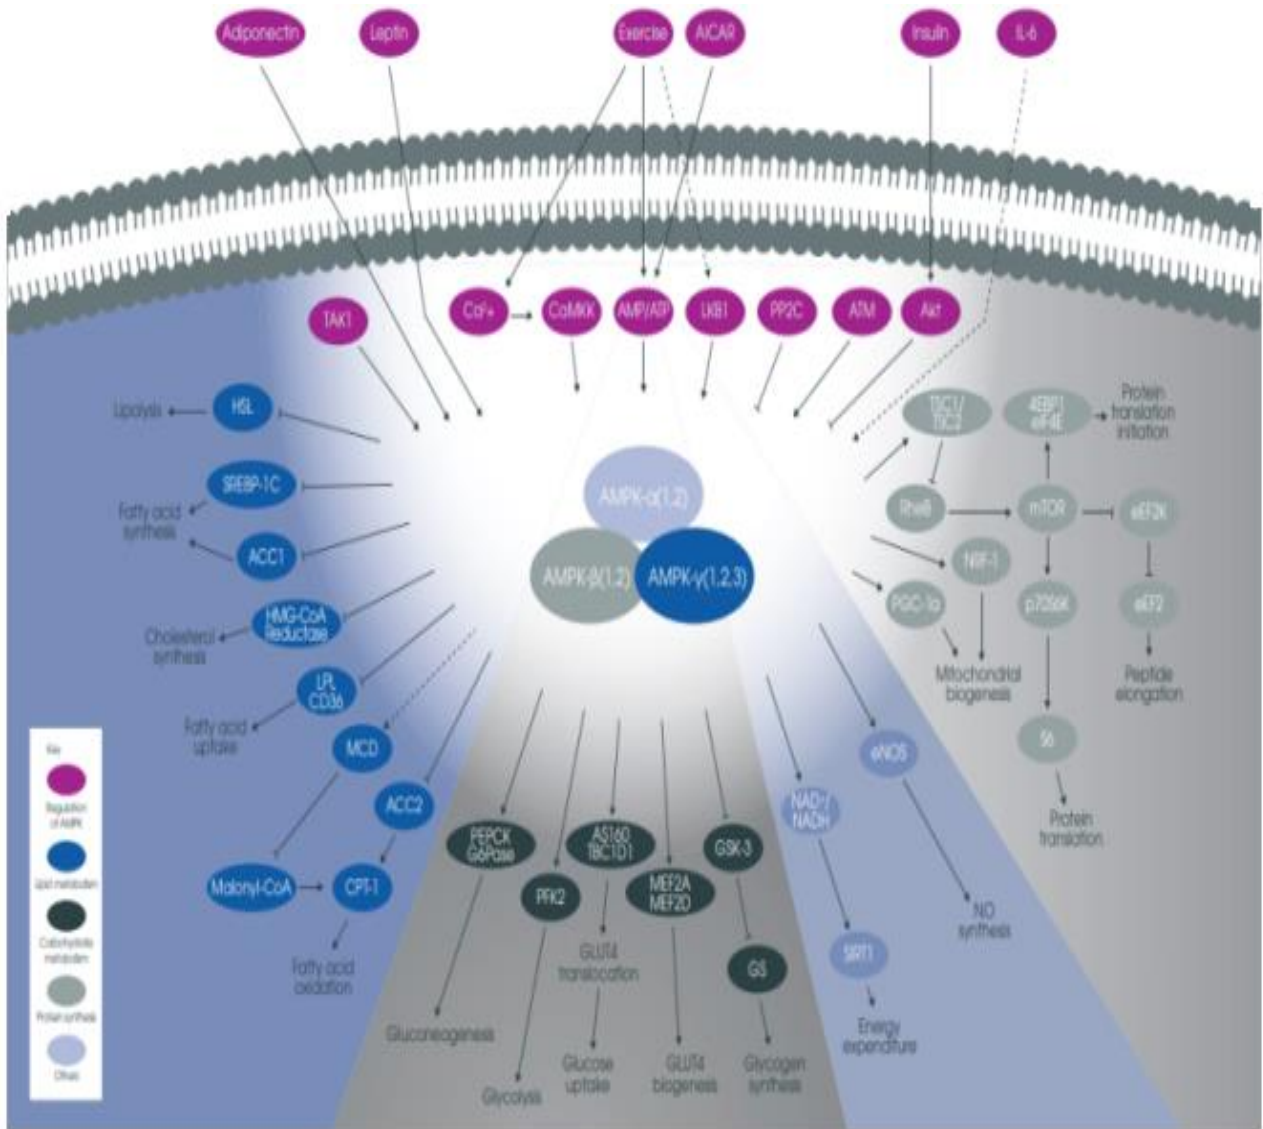 Adiponectin
Leptin
Exercise
AICAR
Insulin
IL-6
TAK1
Ca²+
CaMKK
AMP/ATP
LKB1
PP2C
ATM
Akt
Lipolysis
HSL
SREBP-1C
Fatty acid
synthesis
ACC1
HMG-CoA
Reductase
Cholesterol
synthesis
LPL
CD36
Fatty acid
uptake
MCD
ACC2
Malonyl-CoA
CPT-1
Fatty acid
oxidation
AMPK-α(1,2)
AMPK-β(1,2)
AMPK-γ(1,2,3)
TSC1/
TSC2
4EBP1
eIF4E
Protein
translation
initiation
RheB
mTOR
eEF2K
NRF-1
PGC-1α
p70S6K
eEF2
Mitochondrial
biogenesis
Peptide
elongation
S6
Protein
translation
eNOS
NAD+/
NADH
NO
synthesis
SIRT1
Energy
expenditure
PEPCK
G6Pase
PFK2
AS160
TBC1D1
MEF2A
MEF2D
GSK-3
GS
GLUT4
translocation
Gluconeogenesis
Glycolysis
Glucose
uptake
GLUT4
biogenesis
Glycogen
synthesis
Key
Regulation
of AMPK
Lipid metabolism
Carbohydrate
metabolism
Protein synthesis
Others